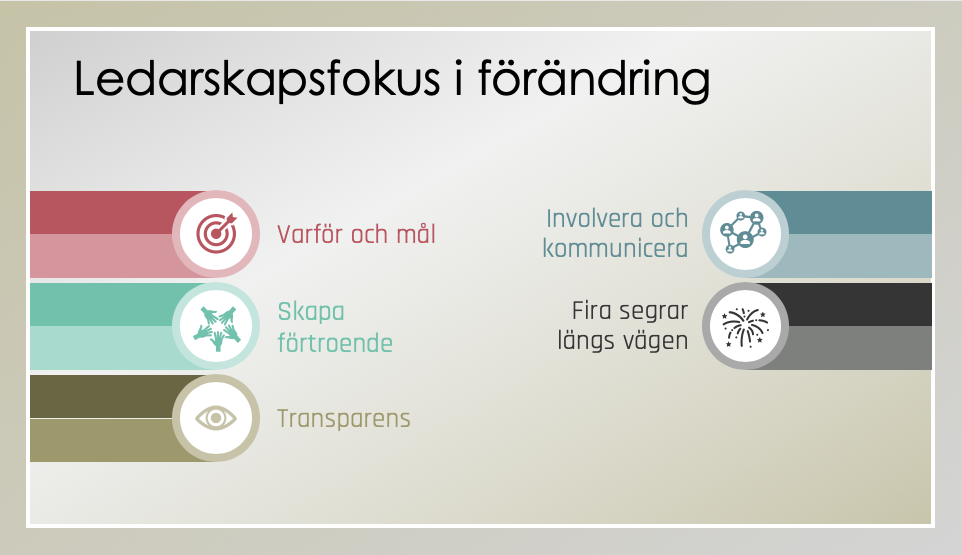 Ledarskapsfokus i förändring
Varför och mål
Skapa
förtroende
Transparens
Involvera och
kommunicera
Fira segrar
längs vägen